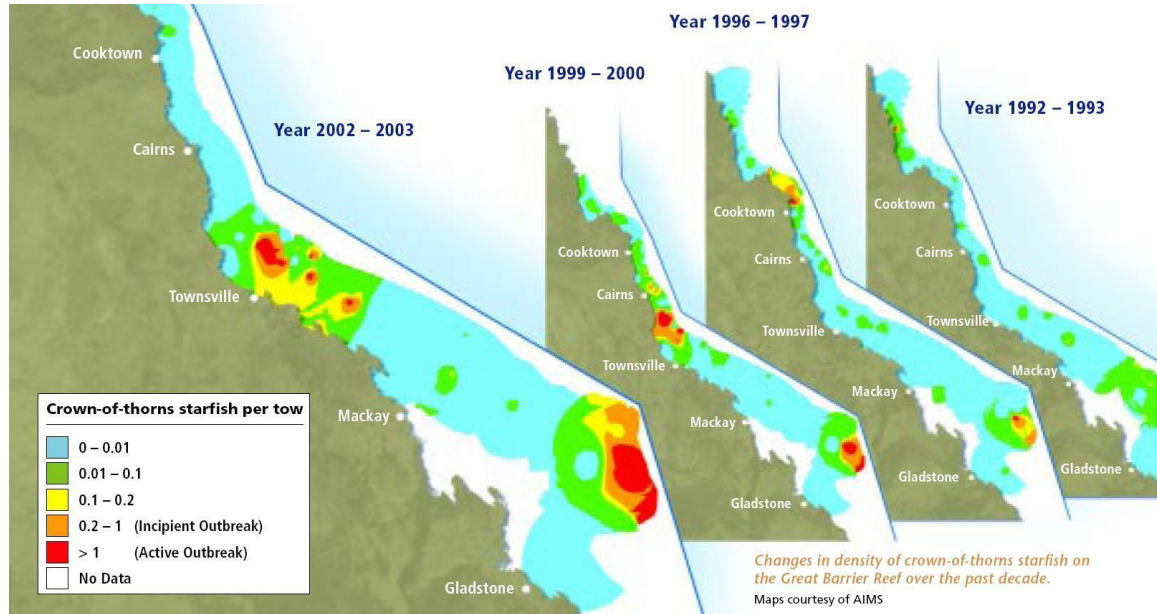 Year 1996 – 1997
Year 1999 – 2000
Year 1992 – 1993
Year 2002 – 2003
Cooktown
Cairns
Townsville
Mackay
Gladstone
Cooktown
Cairns
Townsville
Mackay
Gladstone
Cooktown
Cairns
Townsville
Mackay
Gladstone
Cooktown
Cairns
Townsville
Mackay
Gladstone
Crown-of-thorns starfish per tow
0 – 0.01
0.01 – 0.1
0.1 – 0.2
0.2 – 1 (Incipient Outbreak)
> 1 (Active Outbreak)
No Data
Changes in density of crown-of-thorns starfish on
the Great Barrier Reef over the past decade.
Maps courtesy of AIMS